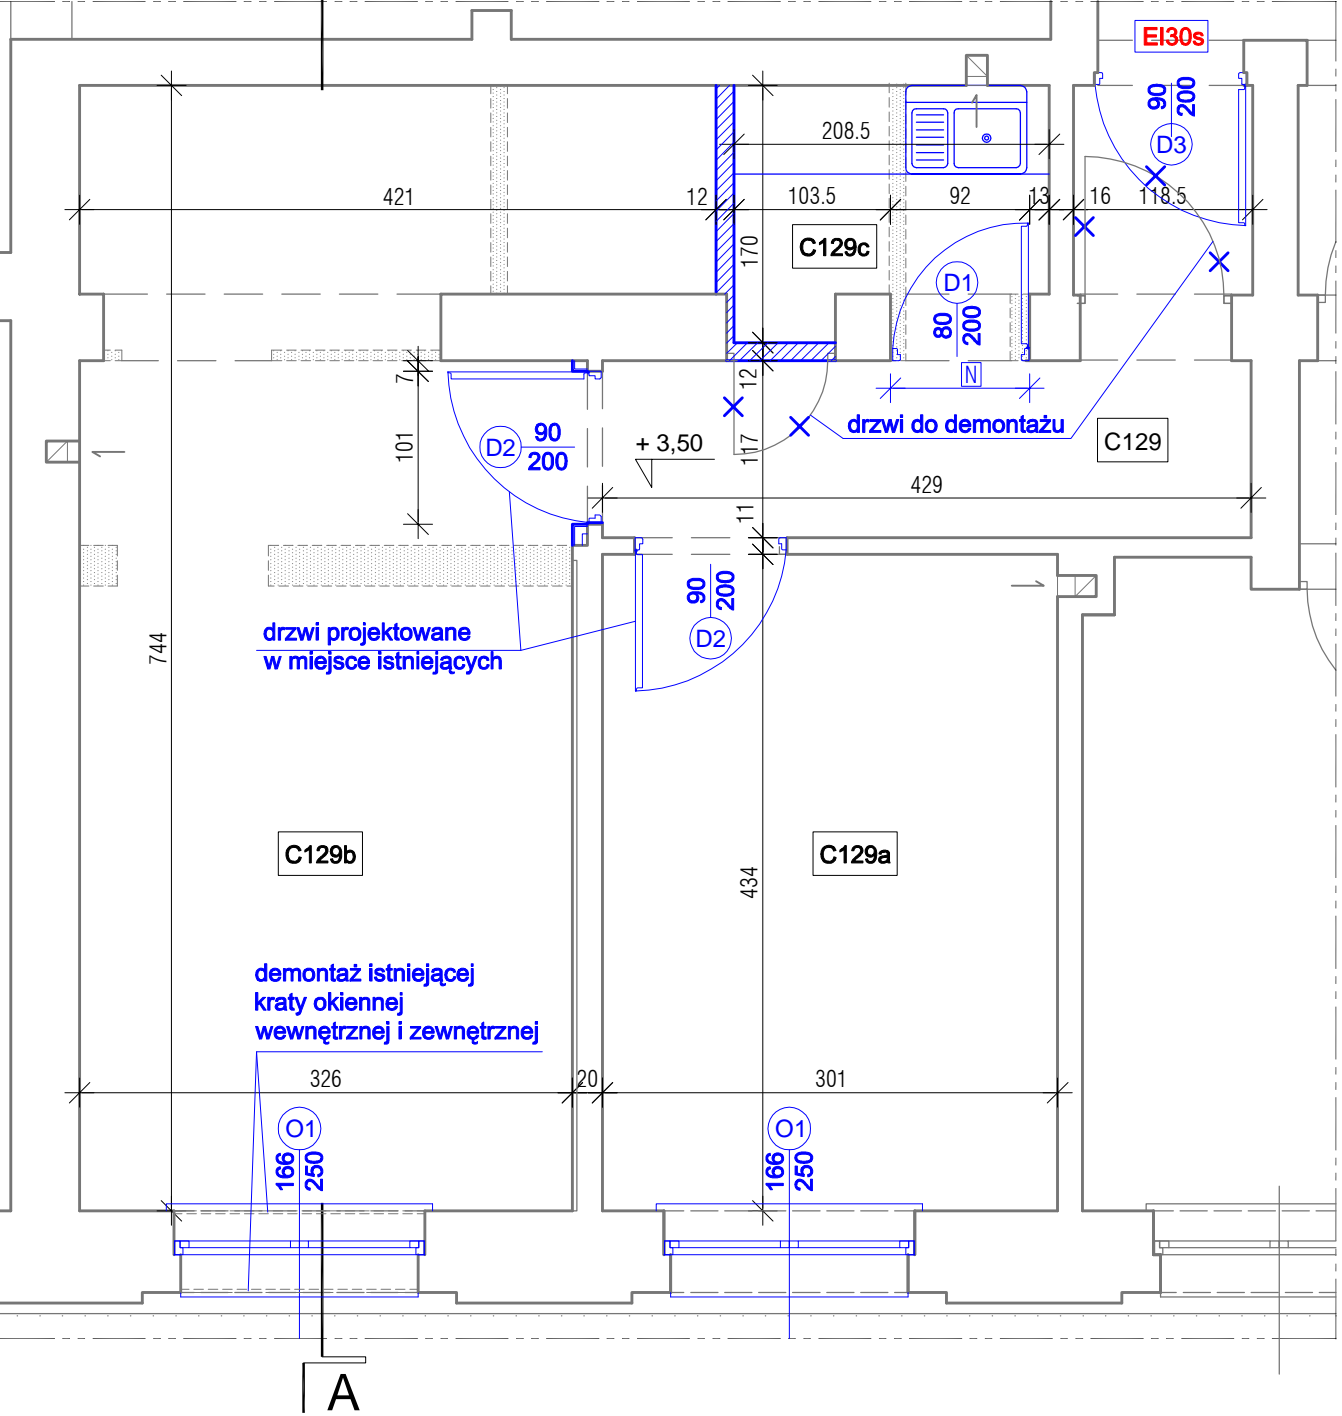 EI30s
90
200
D3
208.5
421
12
103.5
92
13
16
118.5
170
C129c
D1
80
200
N
7
101
D2
90
200
+ 3,50
12
117
drzwi do demontażu
C129
429
11
90
200
D2
drzwi projektowane
w miejsce istniejących
744
C129b
C129a
434
demontaż istniejącej
kraty okiennej
wewnętrznej i zewnętrznej
326
20
301
O1
166
250
O1
166
250
A